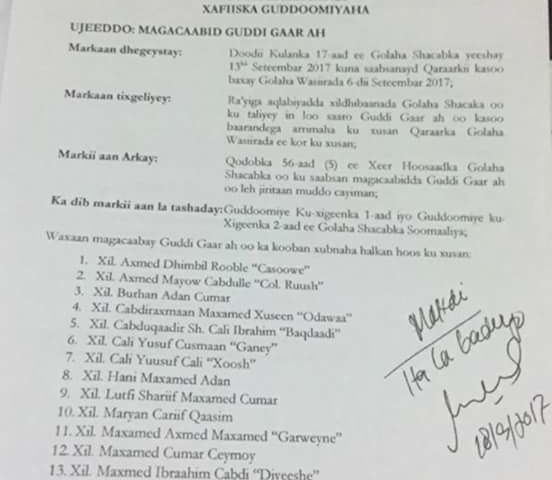 XAFIISKA GUDDOOMIYAHA
UJEEDDO: MAGACAABID GUDDI GAAR AH
Markaan dhegeystay: Doodii Kulanka 17-aad ee Golaha Shacabka yeeshay
13kii Seteembar 2017 kuna saabsanayd Qaraarkii kasoo
baxay Golaha Wasiirada 6-dii Seteembar 2017;
Markaan tixgeliyey: Ra'yiga aqlabiyadda xildhibaanada Golaha Shacaka oo
ku taliyey in loo saaro Guddi Gaar ah oo kasoo
baarandega arrimaha ku xusan Qaraarka Golaha
Wasiirada ee kor ku xusan;
Markii aan Arkay: Qodobka 56-aad (5) ee Xeer Hoosaadka Golaha
Shacabka oo ku saabsan magacaabidda Guddi Gaar ah
oo leh jiritaan muddo cayiman;
Ka dib markii aan la tashaday: Guddoomiye Ku-xigeenka 1-aad iyo Guddoomiye ku-
Xigeenka 2-aad ee Golaha Shacabka Soomaaliya;
Waxaan magacaabay Guddi Gaar ah oo ka kooban xubnaha halkan hoos ku xusan:
1. Xil. Axmed Dhimbil Rooble "Casoowe"
2. Xil. Axmed Mayow Cabdulle "Col. Ruush"
3. Xil. Burhan Adan Cumar
4. Xil. Cabdiraxmaan Maxamed Xuseen "Odawaa"
5. Xil. Cabduqaadir Sh. Cali Ibrahim "Baqdaadi"
6. Xil. Cali Yusuf Cusmaan "Ganey"
7. Xil. Cali Yuusuf Cali "Xoosh"
8. Xil. Hani Maxamed Adan
9. Xil. Lutfi Shariif Maxamed Cumar
10. Xil. Maryan Cariif Qaasim
11. Xil. Maxamed Axmed Maxamed "Garweyne"
12. Xil. Maxamed Cumar Ceymoy
13. Xil. Maxmed Ibraahim Cabdi "Diyeeshe"
Ha la
18/9/2017